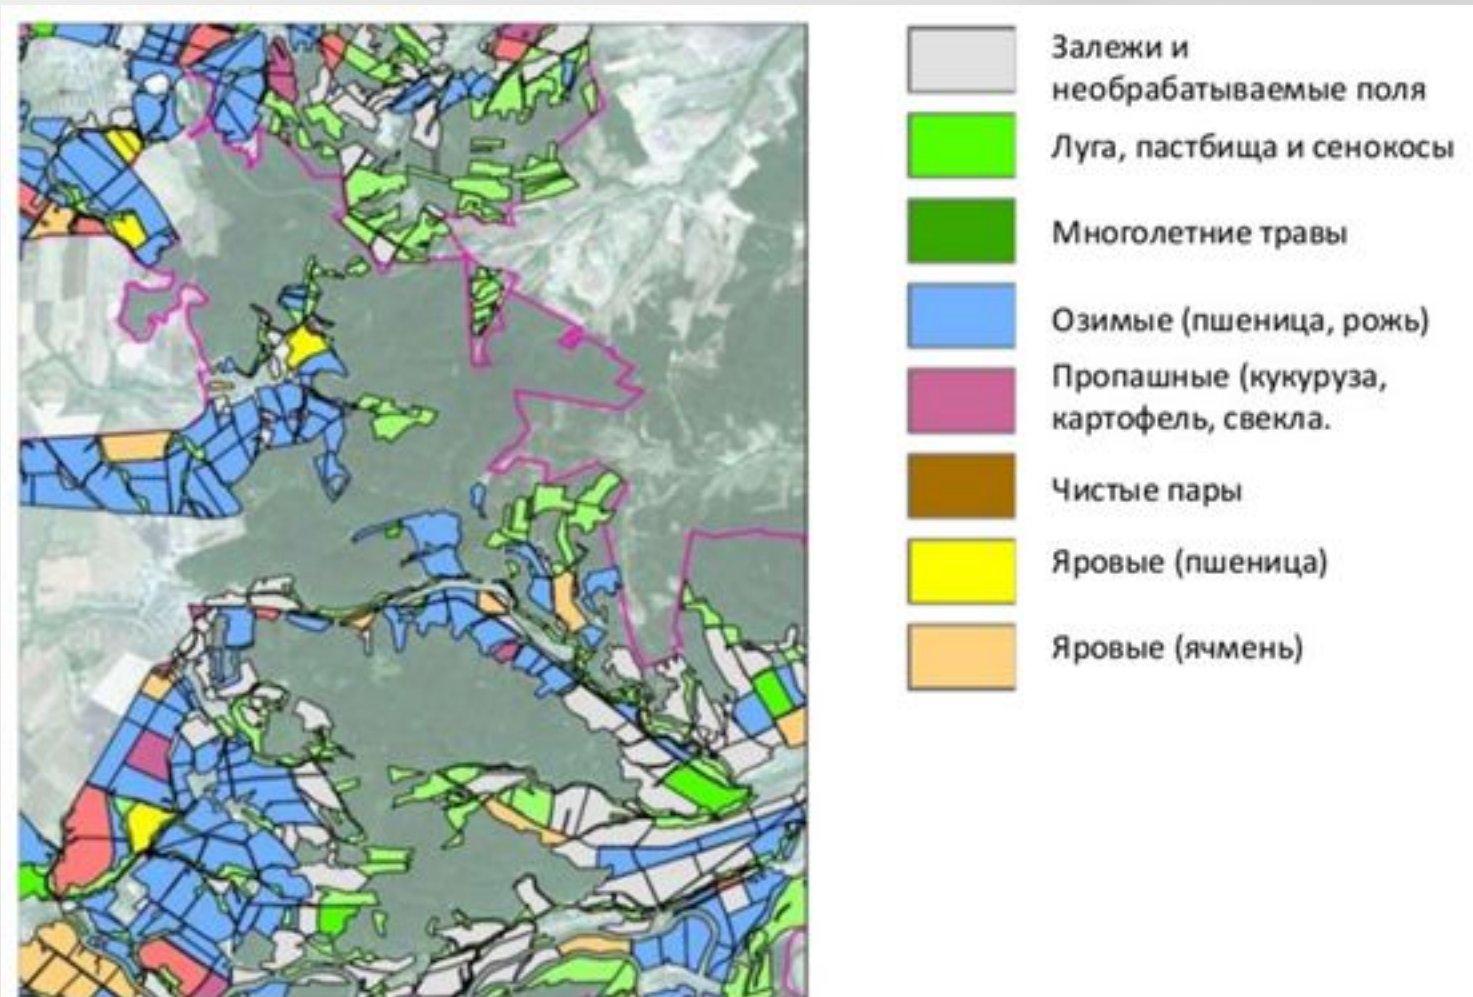 Залежи и
необрабатываемые поля
Луга, пастбища и сенокосы
Многолетние травы
Озимые (пшеница, рожь)
Пропашные (кукуруза,
картофель, свекла.
Чистые пары
Яровые (пшеница)
Яровые (ячмень)